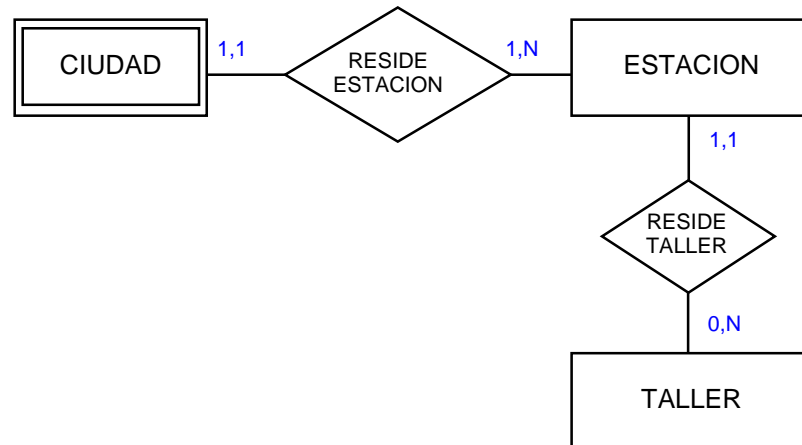 CIUDAD
1,1
RESIDE
ESTACION
1,N
ESTACION
1,1
RESIDE
TALLER
0,N
TALLER